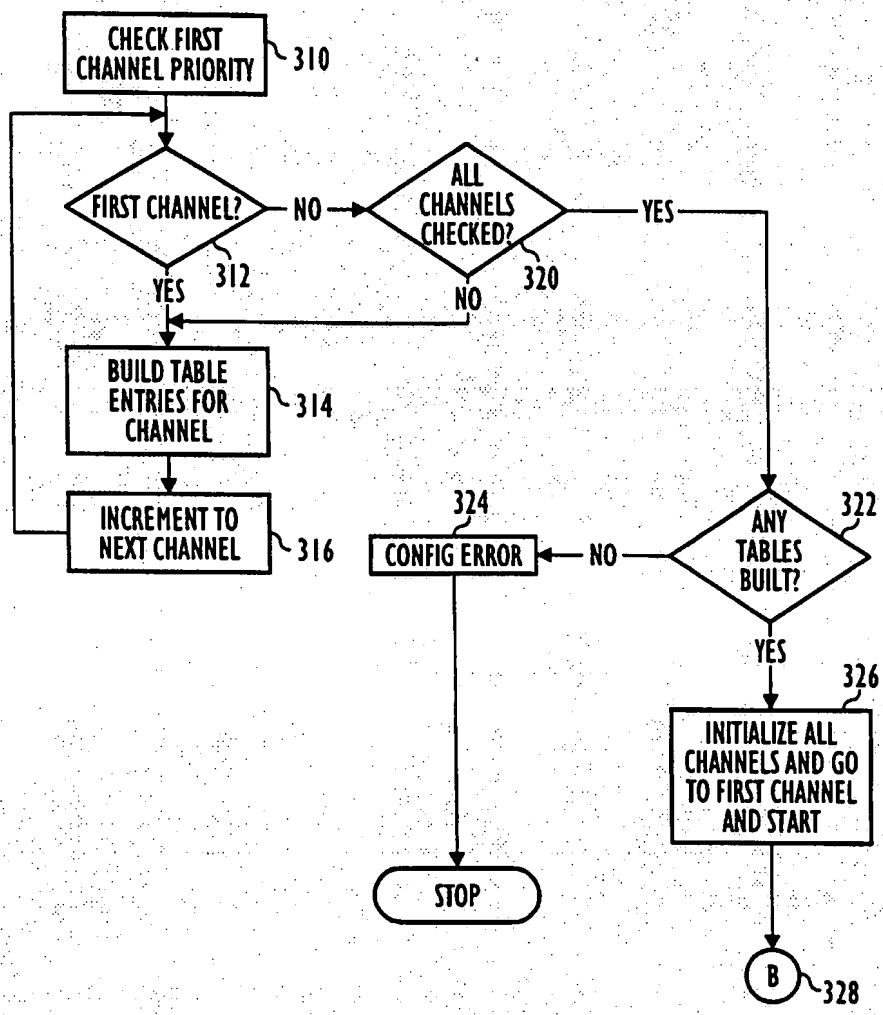 CHECK FIRST
CHANNEL PRIORITY
310
FIRST CHANNEL?
312
NO
ALL
CHANNELS
CHECKED?
320
YES
YES
NO
BUILD TABLE
ENTRIES FOR
CHANNEL
314
INCREMENT TO
NEXT CHANNEL
316
324
CONFIG ERROR
NO
ANY
TABLES
BUILT?
322
YES
326
INITIALIZE ALL
CHANNELS AND GO
TO FIRST CHANNEL
AND START
STOP
B
328